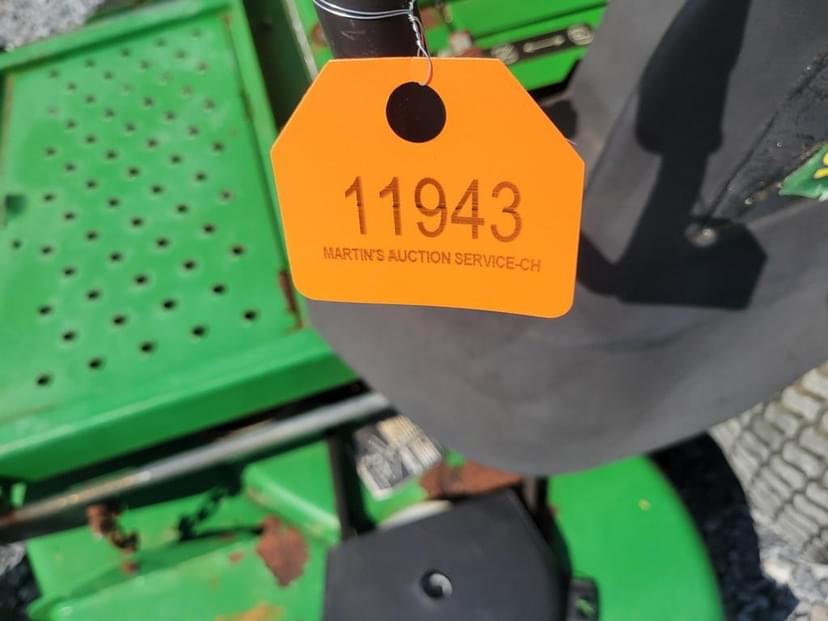 11943
MARTIN'S AUCTION SERVICE-CH